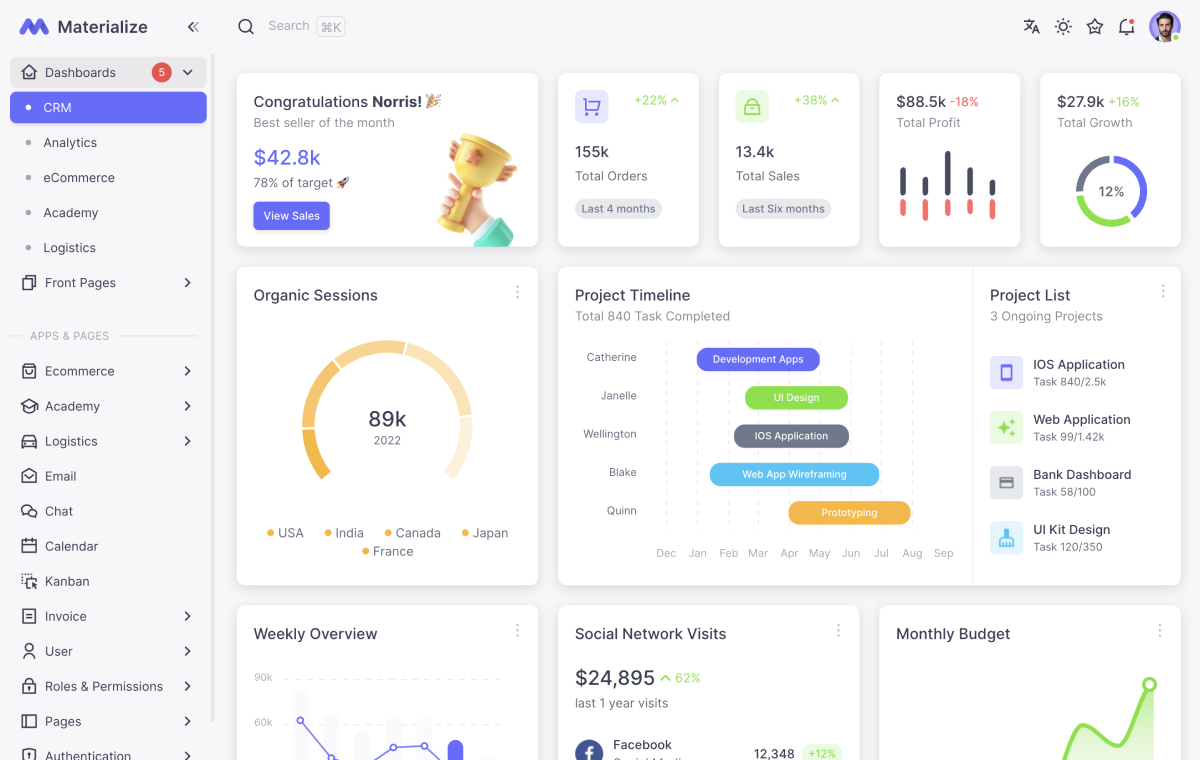 Materialize
Search ⌘K
Dashboards 5
CRM
Analytics
eCommerce
Academy
Logistics
Front Pages
APPS & PAGES
Ecommerce
Academy
Logistics
Email
Chat
Calendar
Kanban
Invoice
User
Roles & Permissions
Pages
Authentication
Congratulations Norris! 🎉
Best seller of the month
$42.8k
78% of target 🚀
View Sales
+22%
155k
Total Orders
Last 4 months
+38%
13.4k
Total Sales
Last Six months
$88.5k -18%
Total Profit
$27.9k +16%
Total Growth
12%
Organic Sessions
89k
2022
USA India Canada Japan
France
Project Timeline
Total 840 Task Completed
Catherine Development Apps
Janelle UI Design
Wellington IOS Application
Blake Web App Wireframing
Quinn Prototyping
Dec Jan Feb Mar Apr May Jun Jul Aug Sep
Project List
3 Ongoing Projects
IOS Application
Task 840/2.5k
Web Application
Task 99/1.42k
Bank Dashboard
Task 58/100
UI Kit Design
Task 120/350
Weekly Overview
90k
60k
Social Network Visits
$24,895 62%
last 1 year visits
Facebook
12,348 +12%
Monthly Budget